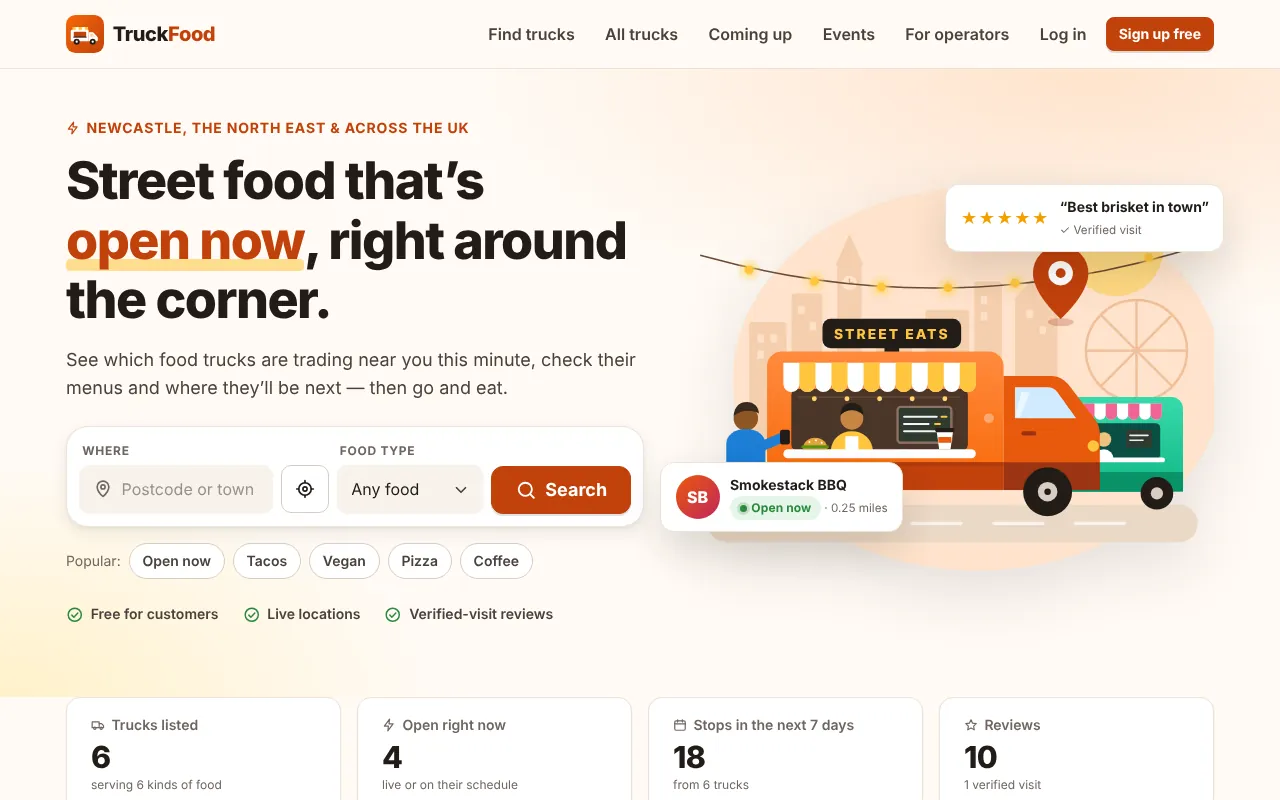 TruckFood
Find trucks
All trucks
Coming up
Events
For operators
Log in
Sign up free
NEWCASTLE, THE NORTH EAST & ACROSS THE UK
Street food that’s
open now, right around
the corner.
See which food trucks are trading near you this minute, check their
menus and where they’ll be next — then go and eat.
WHERE
FOOD TYPE
Postcode or town
Any food
Search
Popular:
Open now
Tacos
Vegan
Pizza
Coffee
Free for customers
Live locations
Verified-visit reviews
“Best brisket in town”
✓ Verified visit
STREET EATS
SB
Smokestack BBQ
Open now · 0.25 miles
Trucks listed
6
serving 6 kinds of food
Open right now
4
live or on their schedule
Stops in the next 7 days
18
from 6 trucks
Reviews
10
1 verified visit